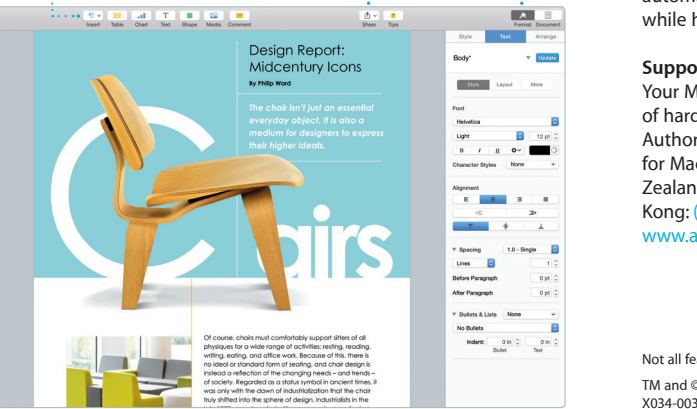 Insert Table Chart Text Shape Media Comment Share Tips Format Document
Style Text Arrange
Body* Update
Style Layout More
Font
Helvetica
Light 12 pt
B I U
Character Styles None
Alignment
Spacing 1.0 - Single
Lines 1
Before Paragraph 0 pt
After Paragraph 0 pt
Bullets & Lists None
No Bullets
Indent: 0 in 0 in
Bullet Text
Design Report:
Midcentury Icons
By Philip Ward
The chair isn't just an essential
everyday object. It is also a
medium for designers to express
their higher ideals.
C airs
Of course, chairs must comfortably support sitters of all
physiques for a wide range of activities: resting, reading,
writing, eating, and office work. Because of this, there is
no ideal or standard form of seating, and chair design is
instead a reflection of the changing needs – and trends –
of society. Regarded as a status symbol in ancient times, it
was only with the dawn of industrialization that the chair
truly shifted into the sphere of design. Industrialists in the
while h
Suppo
Your M
of hard
Author
for Mac
Zealan
Kong: (
www.a
Not all fea
TM and ©
X034-003